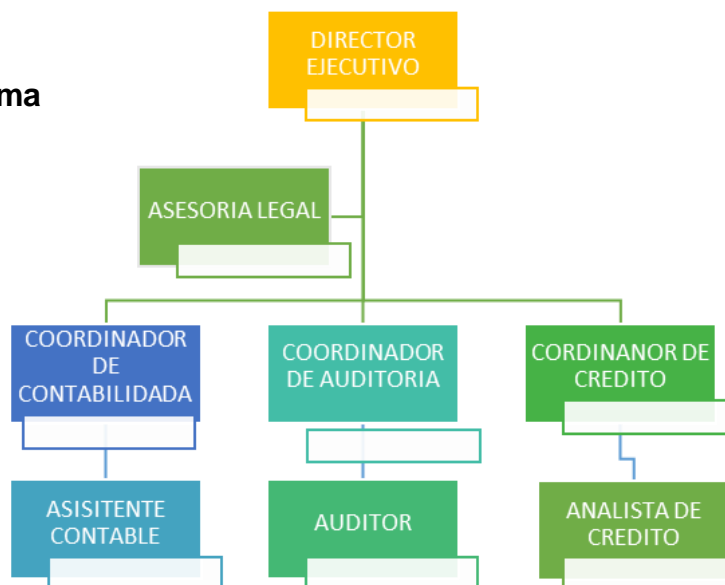 DIRECTOR
EJECUTIVO
ma
ASESORIA LEGAL
COORDINADOR
DE
CONTABILIDADA
COORDINADOR
DE AUDITORIA
CORDINANOR DE
CREDITO
ASISITENTE
CONTABLE
AUDITOR
ANALISTA DE
CREDITO